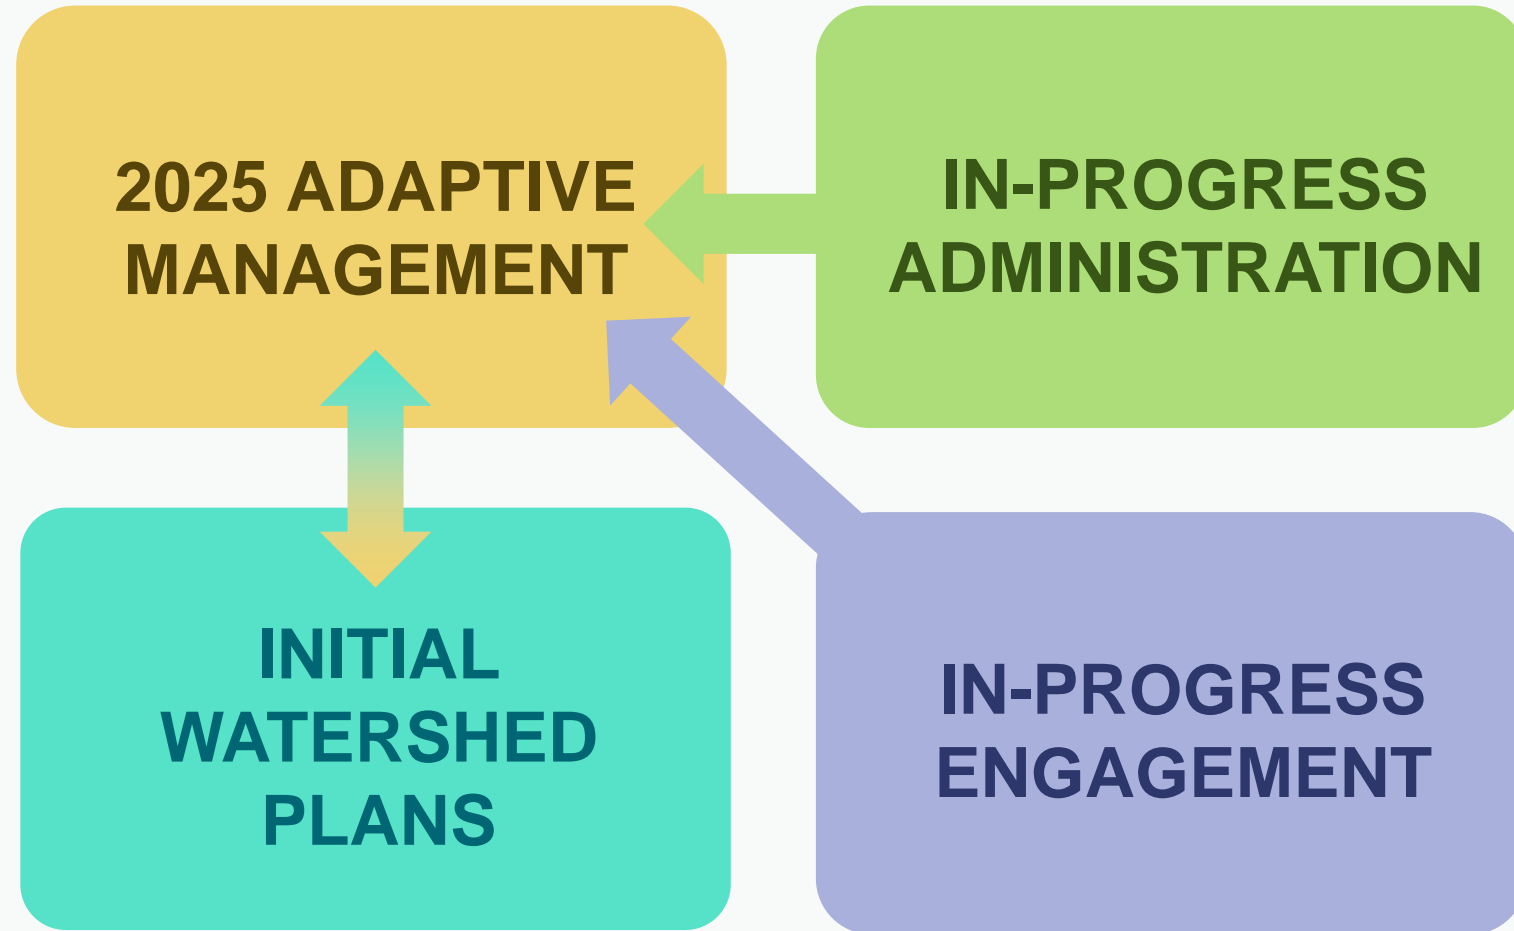 2025 ADAPTIVE
MANAGEMENT
IN-PROGRESS
ADMINISTRATION
INITIAL
WATERSHED
PLANS
IN-PROGRESS
ENGAGEMENT